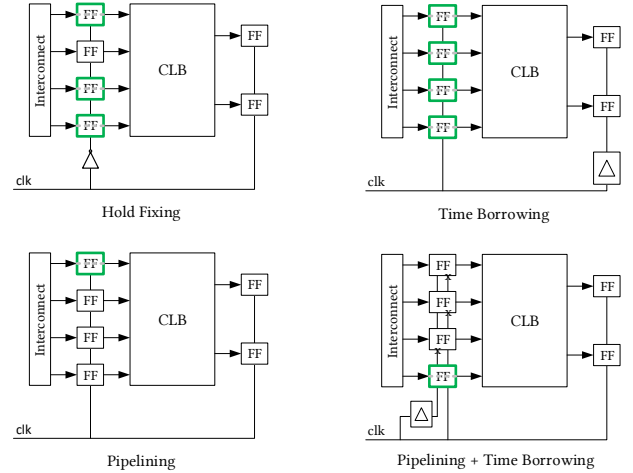 Interconnect
FF
FF
FF
FF
CLB
FF
FF
clk
Hold Fixing
Interconnect
FF
FF
FF
FF
CLB
FF
FF
△
clk
Time Borrowing
Interconnect
FF
FF
FF
FF
CLB
FF
FF
clk
Pipelining
Interconnect
FF
x
FF
x
FF
x
FF
CLB
FF
FF
△
clk
Pipelining + Time Borrowing